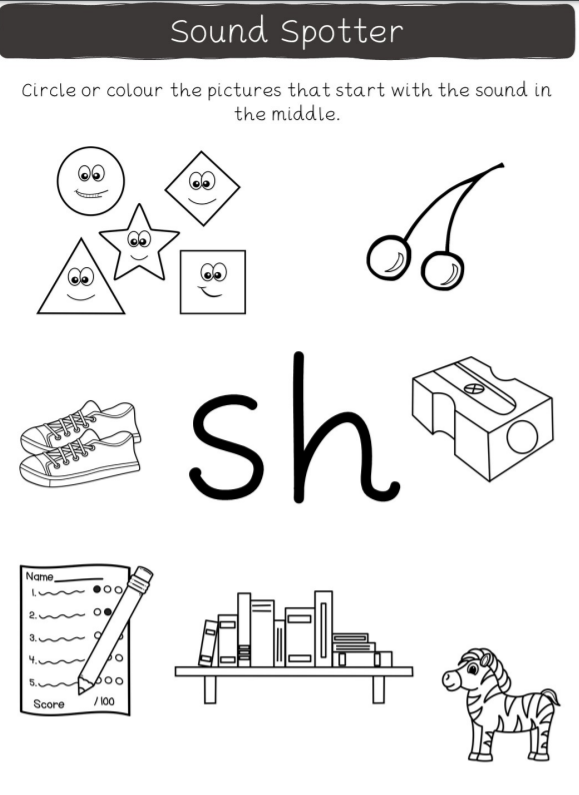 Sound Spotter
Circle or colour the pictures that start with the sound in
the middle.
sh
Name
1.
2.
3.
4.
5.
Score /100